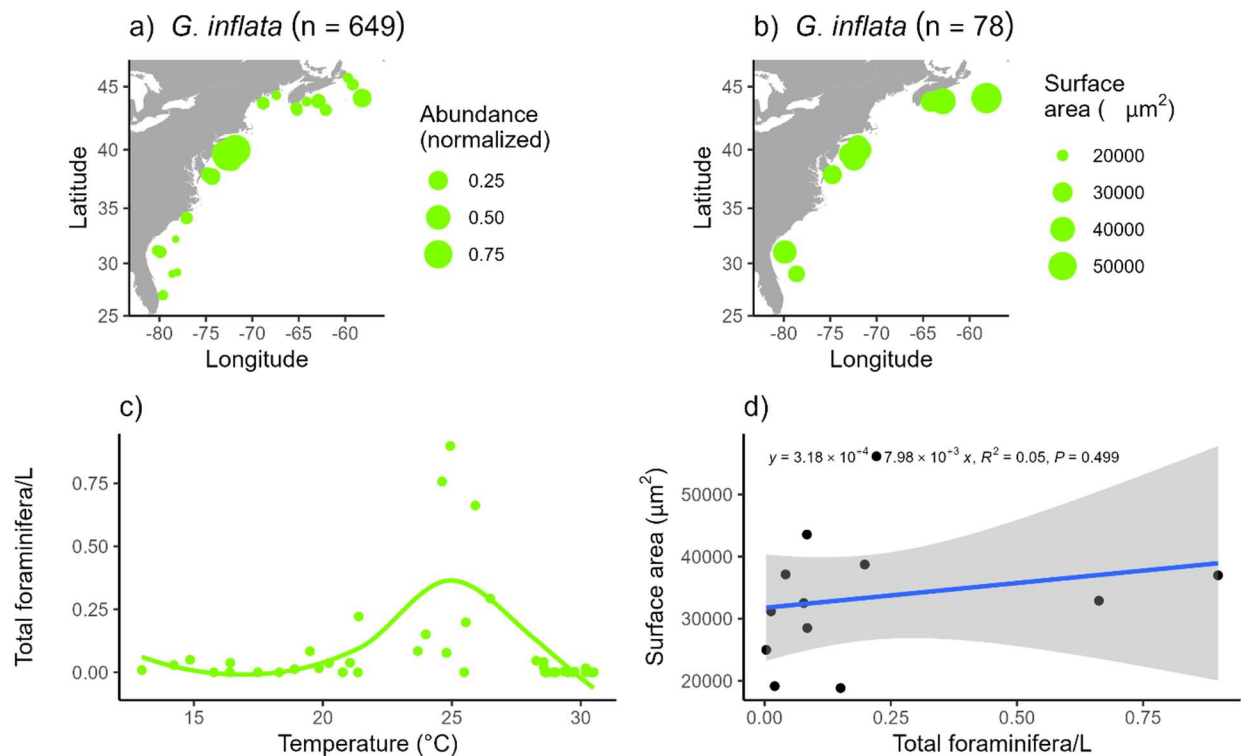 a) G. inflata (n = 649)
45
40
35
30
25
Latitude
-80 -75 -70 -65 -60
Longitude
Abundance
(normalized)
0.25
0.50
0.75
b) G. inflata (n = 78)
45
40
35
30
25
Latitude
-80 -75 -70 -65 -60
Longitude
Surface
area ( μm²)
20000
30000
40000
50000
c)
Total foraminifera/L
0.75
0.50
0.25
0.00
15 20 25 30
Temperature (°C)
d)
y = 3.18 × 10⁺⁴ 7.98 × 10⁺³ x, R² = 0.05, P = 0.499
Surface area (μm²)
50000
40000
30000
20000
0.00 0.25 0.50 0.75
Total foraminifera/L